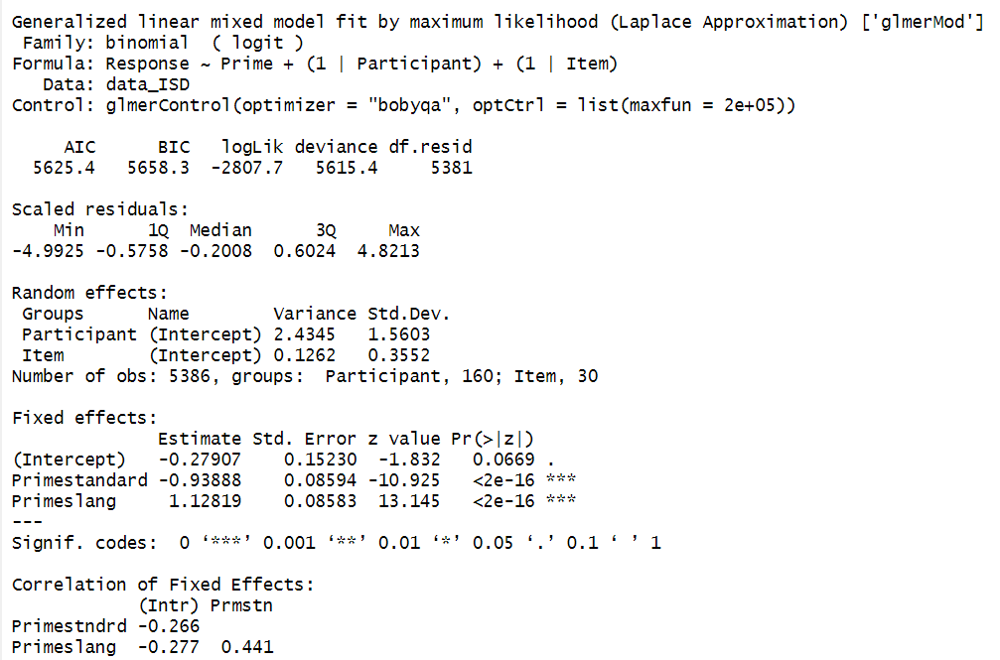 Generalized linear mixed model fit by maximum likelihood (Laplace Approximation) ['glmerMod']
 Family: binomial  ( logit )
Formula: Response ~ Prime + (1 | Participant) + (1 | Item)
   Data: data_ISD
Control: glmerControl(optimizer = "bobyqa", optCtrl = list(maxfun = 2e+05))

     AIC      BIC   logLik deviance df.resid
  5625.4   5658.3  -2807.7   5615.4     5381

Scaled residuals:
    Min      1Q  Median      3Q     Max
-4.9925 -0.5758 -0.2008  0.6024  4.8213

Random effects:
 Groups      Name        Variance Std.Dev.
 Participant (Intercept) 2.4345   1.5603
 Item        (Intercept) 0.1262   0.3552
Number of obs: 5386, groups:  Participant, 160; Item, 30

Fixed effects:
              Estimate Std. Error z value Pr(>|z|)
(Intercept)   -0.27907    0.15230  -1.832   0.0669 .
Primestandard -0.93888    0.08594 -10.925   <2e-16 ***
Primeslang     1.12819    0.08583  13.145   <2e-16 ***
---
Signif. codes:  0 ‘***’ 0.001 ‘**’ 0.01 ‘*’ 0.05 ‘.’ 0.1 ‘ ’ 1

Correlation of Fixed Effects:
            (Intr) Prmstn
Primestndrd -0.266
Primeslang  -0.277  0.441